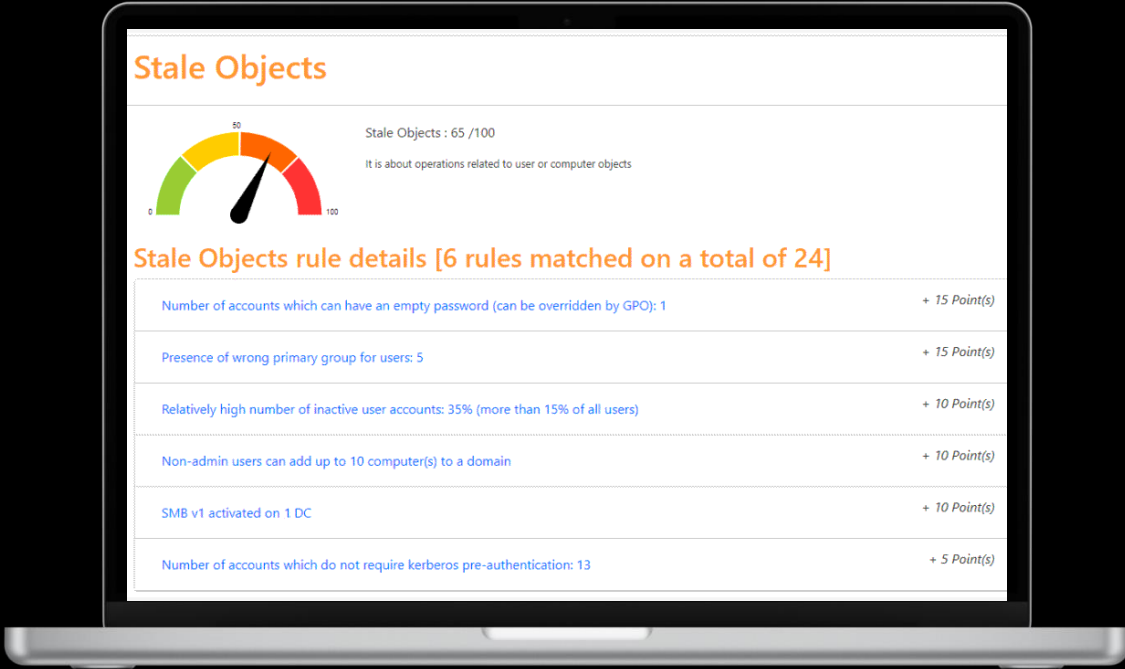 Stale Objects
50
0
100
Stale Objects : 65 /100
It is about operations related to user or computer objects
Stale Objects rule details [6 rules matched on a total of 24]
Number of accounts which can have an empty password (can be overridden by GPO): 1
+ 15 Point(s)
Presence of wrong primary group for users: 5
+ 15 Point(s)
Relatively high number of inactive user accounts: 35% (more than 15% of all users)
+ 10 Point(s)
Non-admin users can add up to 10 computer(s) to a domain
+ 10 Point(s)
SMB v1 activated on 1 DC
+ 10 Point(s)
Number of accounts which do not require kerberos pre-authentication: 13
+ 5 Point(s)